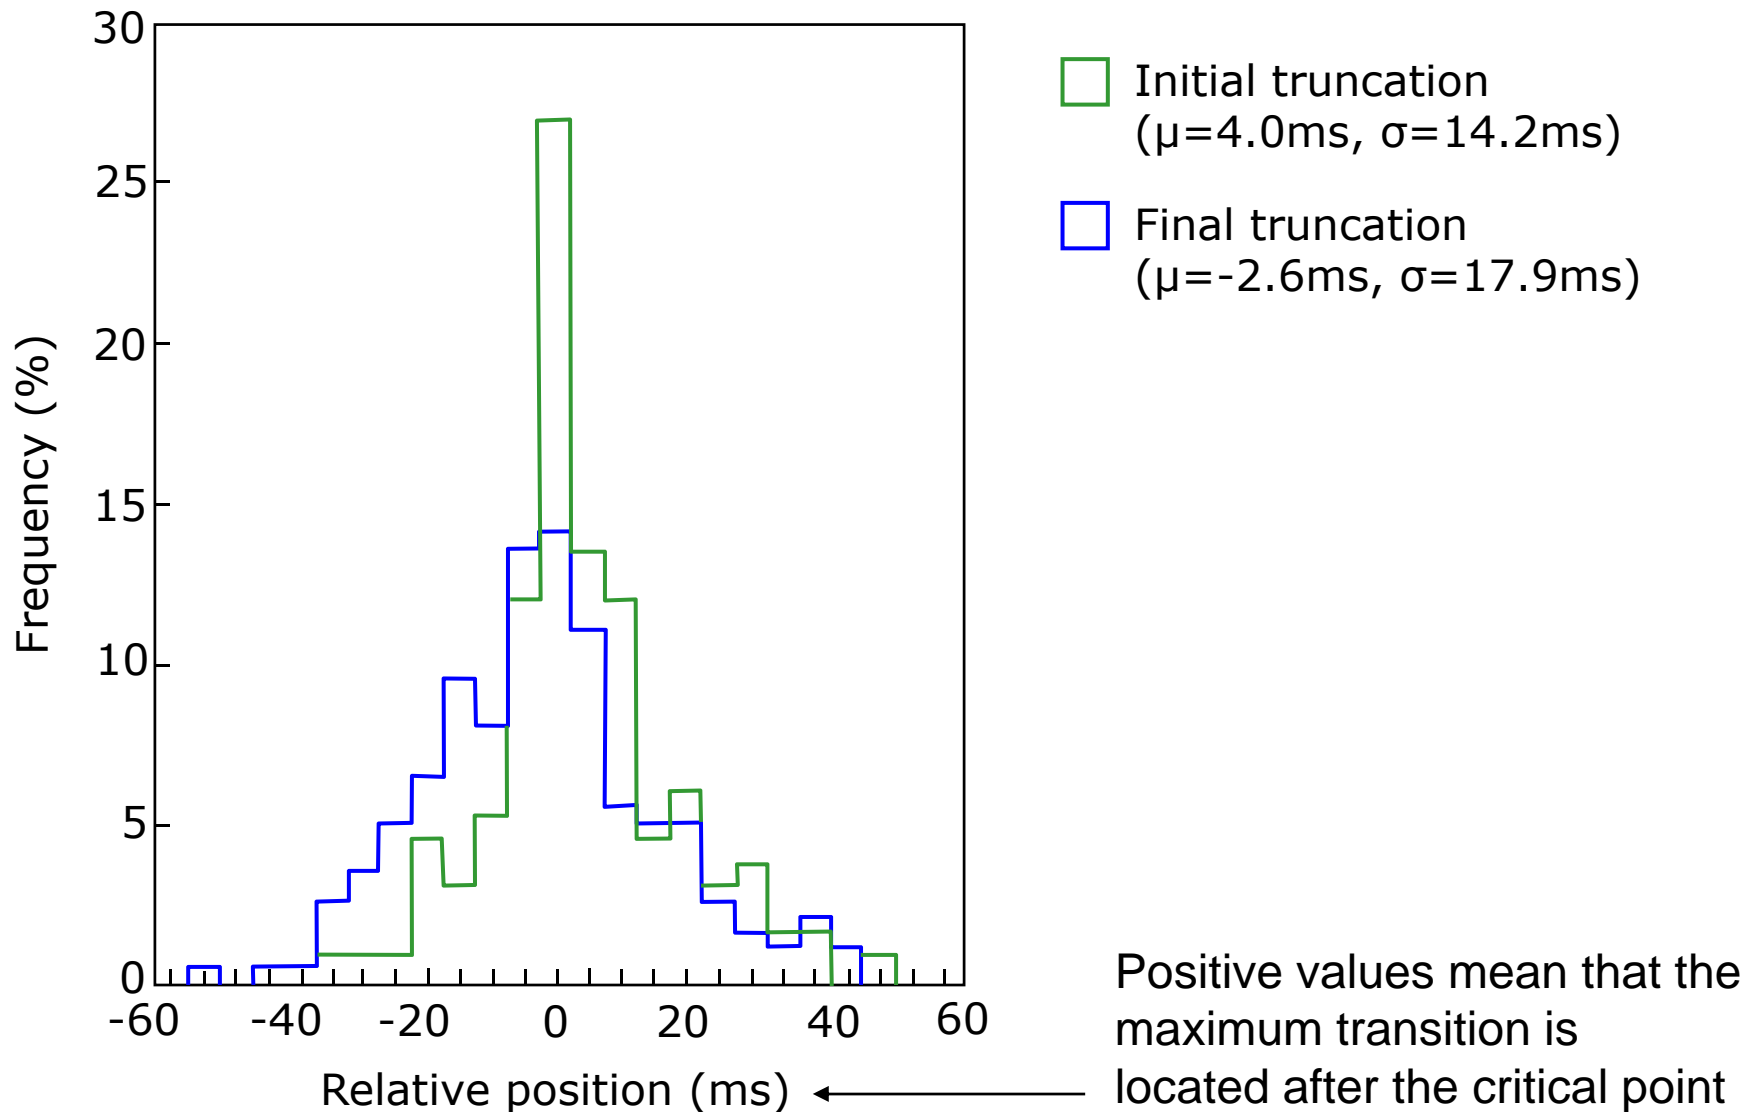 30
25
20
15
10
5
0
Frequency (%)
-60 -40 -20 0 20 40 60
Relative position (ms)
Initial truncation
(μ=4.0ms, σ=14.2ms)
Final truncation
(μ=-2.6ms, σ=17.9ms)
Positive values mean that the
maximum transition is
located after the critical point